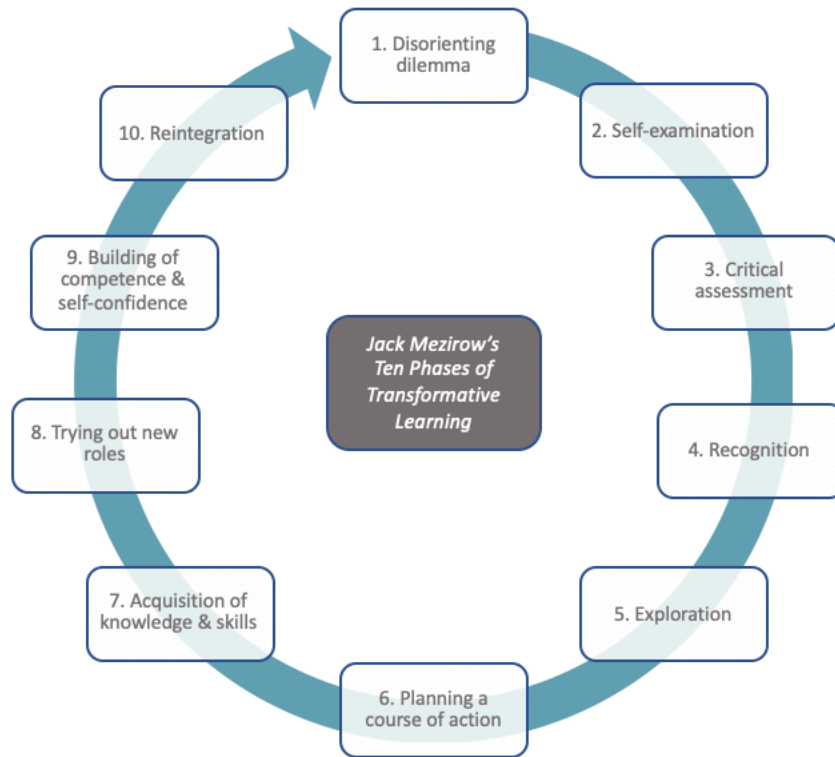 1. Disorienting
dilemma
2. Self-examination
3. Critical
assessment
4. Recognition
5. Exploration
6. Planning a
course of action
7. Acquisition of
knowledge & skills
8. Trying out new
roles
9. Building of
competence &
self-confidence
10. Reintegration
Jack Mezirow's
Ten Phases of
Transformative
Learning